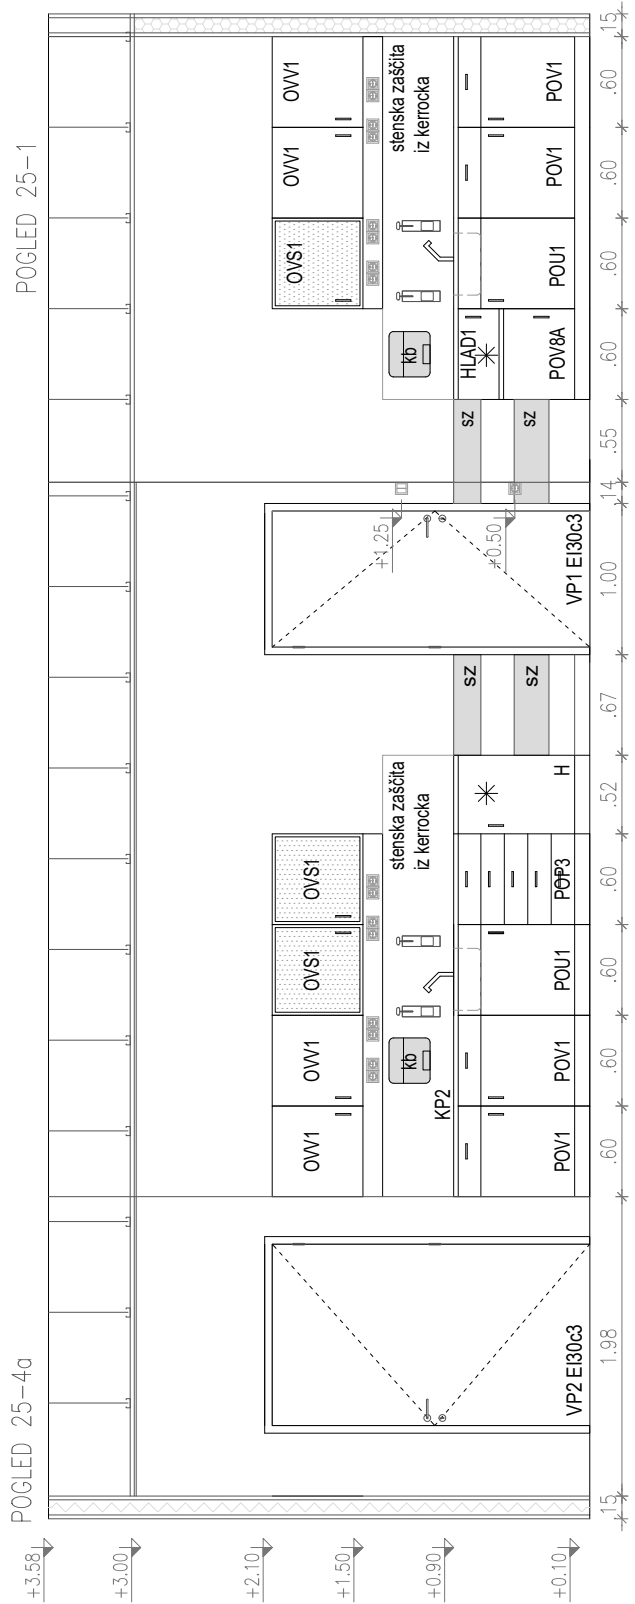 POGLED 25-4a
POGLED 25-1
+3.58
+3.00
+2.10
+1.50
+0.90
+0.10
OVV1
OVV1
OVS1
OVS1
OVS1
OVV1
OVV1
stenska zaščita
iz kerrocka
stenska zaščita
iz kerrocka
kb
kb
KP2
+1.25
+0.50
HLAD1
sz
sz
sz
sz
VP2 EI30c3
POV1
POV1
POU1
POP3
H
VP1 EI30c3
POV8A
POU1
POV1
POV1
15
1.98
.60
.60
.60
.60
.52
.67
1.00
14
.55
.60
.60
.60
.60
15